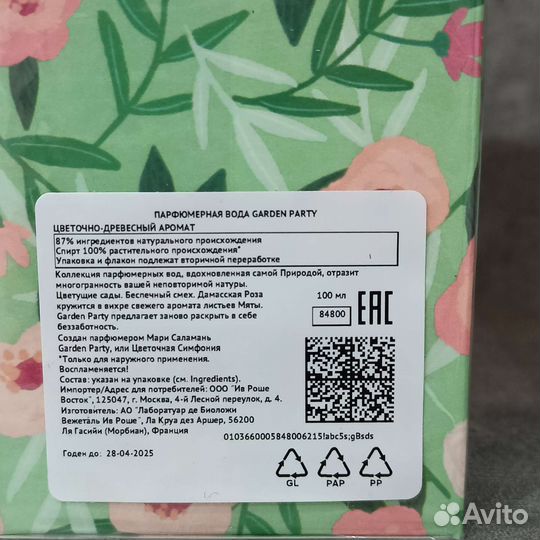 ПАРФЮМЕРНАЯ ВОДА GARDEN PARTY
ЦВЕТОЧНО-ДРЕВЕСНЫЙ АРОМАТ
87% ингредиентов натурального происхождения
Спирт 100% растительного происхождения*
Упаковка и флакон подлежат вторичной переработке
Коллекция парфюмерных вод, вдохновленная самой Природой, отразит
многогранность вашей неповторимой натуры.
Цветущие сады. Беспечный смех. Дамасская Роза
кружится в вихре свежего аромата листьев Мяты.
Garden Party предлагает заново раскрыть в себе
беззаботность.
100 мл
84800
EAC
Создан парфюмером Мари Саламань
Garden Party, или Цветочная Симфония
*Только для наружного применения.
Воспламеняется!
Состав: указан на упаковке (см. Ingredients).
Импортер/Адрес для потребителей: ООО "Ив Роше
Восток", 125047, г. Москва, 4-й Лесной переулок, д. 4.
Изготовитель: АО "Лаборатуар де Биоложи
Вежеталь Ив Роше", Ла Круа дез Аршер, 56200
Ля Гасийи (Морбиан), Франция
0103660005848006215labc5s;gBsds
Годен до: 28-04-2025
GL
PAP
PP
Avito